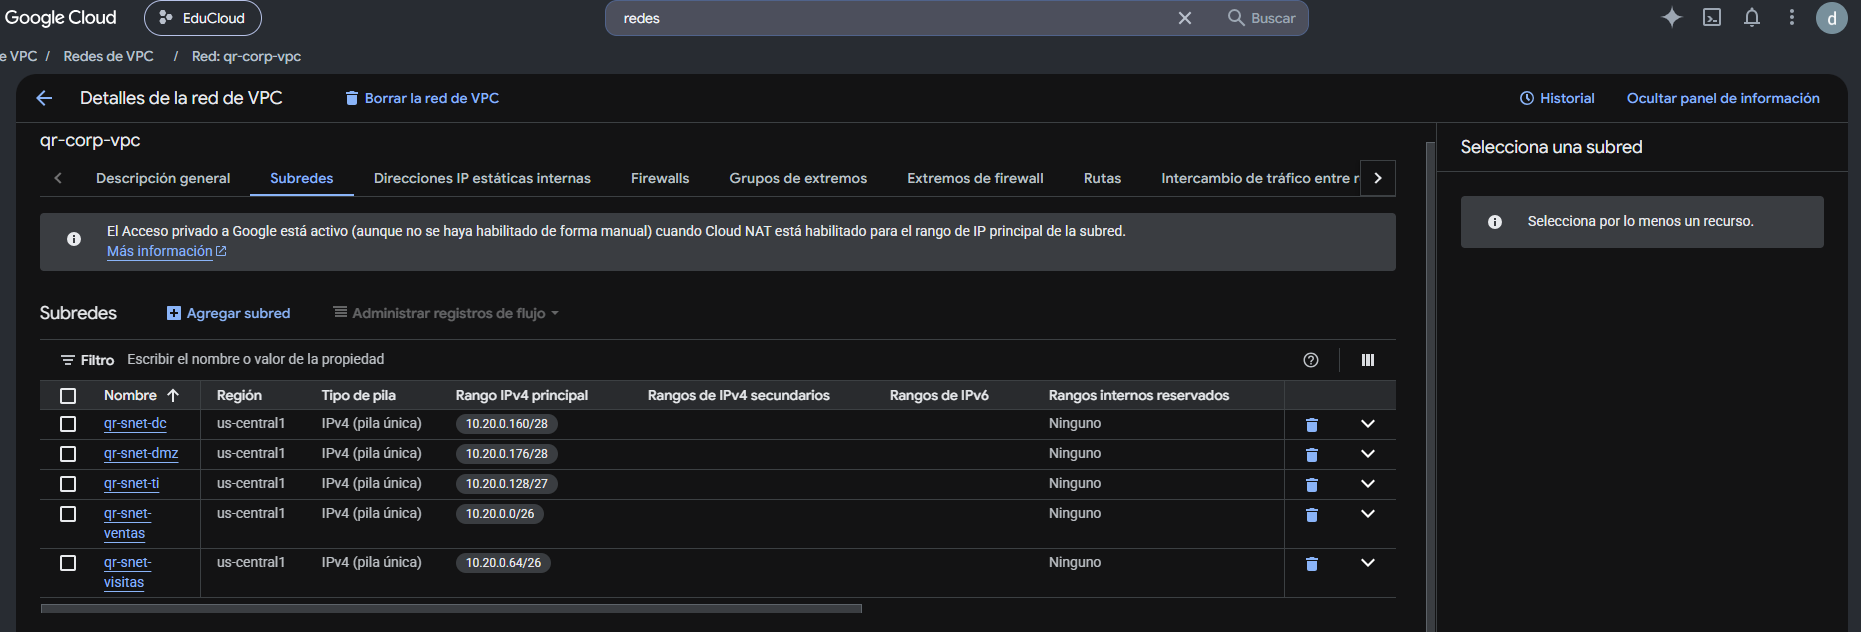 Google Cloud
EduCloud
redes
Buscar
d
e VPC / Redes de VPC / Red: qr-corp-vpc
Detalles de la red de VPC
Borrar la red de VPC
Historial
Ocultar panel de información
qr-corp-vpc
Descripción general
Subredes
Direcciones IP estáticas internas
Firewalls
Grupos de extremos
Extremos de firewall
Rutas
Intercambio de tráfico entre r
El Acceso privado a Google está activo (aunque no se haya habilitado de forma manual) cuando Cloud NAT está habilitado para el rango de IP principal de la subred.
Más información
Subredes
Agregar subred
Administrar registros de flujo
Filtro Escribir el nombre o valor de la propiedad
Nombre Región Tipo de pila Rango IPv4 principal Rangos de IPv4 secundarios Rangos de IPv6 Rangos internos reservados
qr-snet-dc us-central1 IPv4 (pila única) 10.20.0.160/28 Ninguno
qr-snet-dmz us-central1 IPv4 (pila única) 10.20.0.176/28 Ninguno
qr-snet-ti us-central1 IPv4 (pila única) 10.20.0.128/27 Ninguno
qr-snet- us-central1 IPv4 (pila única) 10.20.0.0/26 Ninguno
ventas
qr-snet- us-central1 IPv4 (pila única) 10.20.0.64/26 Ninguno
visitas
Selecciona una subred
Selecciona por lo menos un recurso.